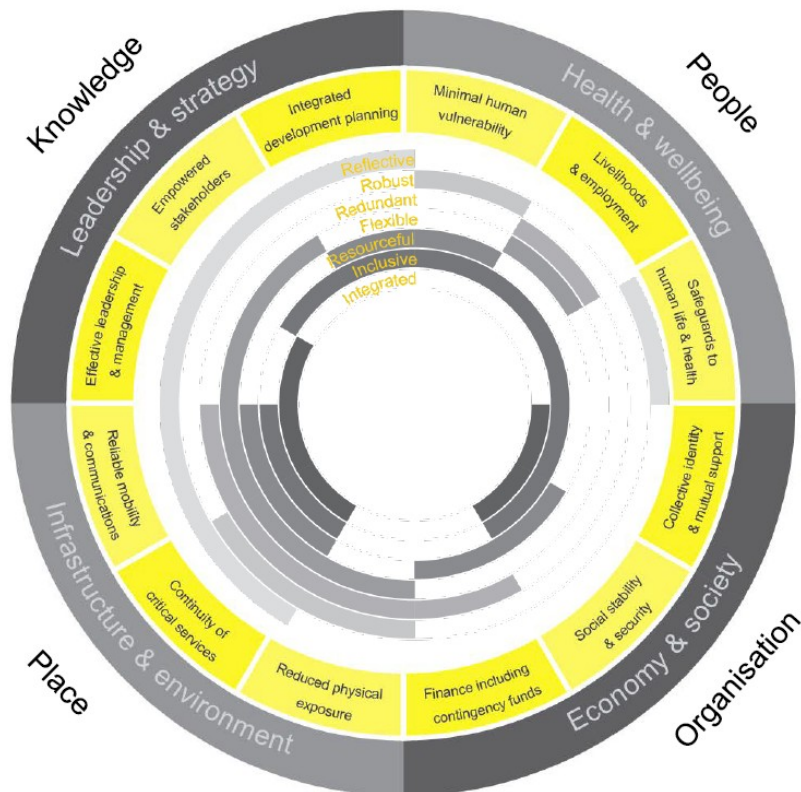 Knowledge
People
Place
Organisation
Leadership & strategy
Health & wellbeing
Economy & society
Infrastructure & environment
Minimal human
vulnerability
Livelihoods
& employment
Safeguards to
human life & health
Collective identity
& mutual support
Social stability
& security
Finance including
contingency funds
Reduced physical
exposure
Continuity of
critical services
Reliable mobility
& communications
Effective leadership
& management
Empowered
stakeholders
Integrated
development planning
Reflective
Robust
Redundant
Flexible
Resourceful
Inclusive
Integrated